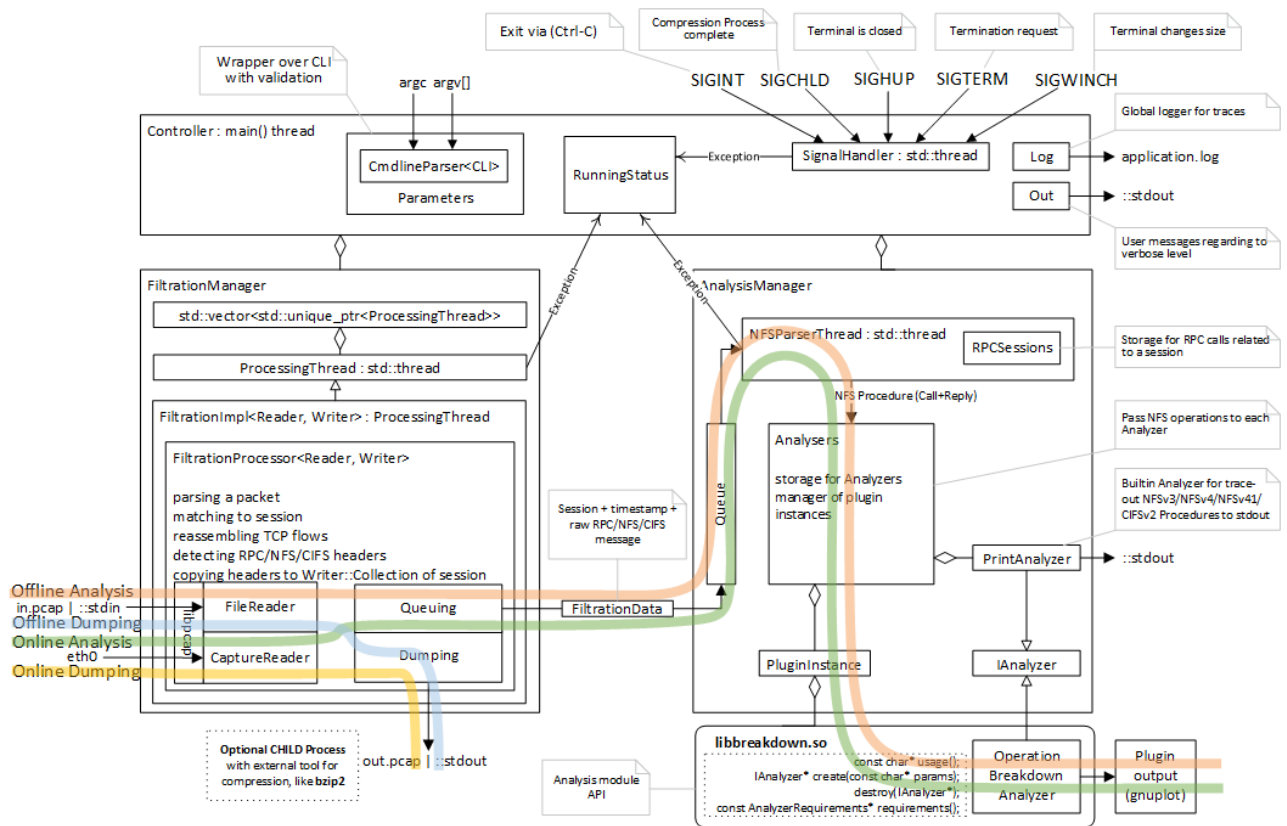 Exit via (Ctrl-C)
Compression Process
complete
Terminal is closed
Termination request
Terminal changes size
Wrapper over CLI
with validation
argc argv[]
SIGINT
SIGCHLD
SIGHUP
SIGTERM
SIGWINCH
Global logger for traces
Controller : main() thread
CmdlineParser<CLI>
Parameters
RunningStatus
Exception
SignalHandler : std::thread
Log
application.log
Out
::stdout
User messages regarding to
verbose level
FiltrationManager
std::vector<std::unique_ptr<ProcessingThread>>
ProcessingThread : std::thread
Exception
Exception
AnalysisManager
NFSParserThread : std::thread
RPCSessions
Storage for RPC calls related
to a session
FiltrationImpl<Reader, Writer> : ProcessingThread
FiltrationProcessor<Reader, Writer>
parsing a packet
matching to session
reassembling TCP flows
detecting RPC/NFS/CIFS headers
copying headers to Writer::Collection of session
NFS Procedure (Call+Reply)
Pass NFS operations to each
Analyzer
Analysers
storage for Analyzers
manager of plugin
instances
Queue
Session + timestamp +
raw RPC/NFS/CIFS
message
Builtin Analyzer for trace-
out NFSv3/NFSv4/NFSv41/
CIFSv2 Procedures to stdout
PrintAnalyzer
::stdout
Offline Analysis
in.pcap | ::stdin
Offline Dumping
Online Analysis
eth0
Online Dumping
libpcap
FileReader
CaptureReader
Queuing
Dumping
FiltrationData
PluginInstance
IAnalyzer
Optional CHILD Process
with external tool for
compression, like bzip2
out.pcap | ::stdout
Analysis module
API
libbreakdown.so
const char* usage();
IAnalyzer* create(const char* params);
destroy(IAnalyzer*);
const AnalyzerRequirements* requirements();
Operation
Breakdown
Analyzer
Plugin
output
(gnuplot)